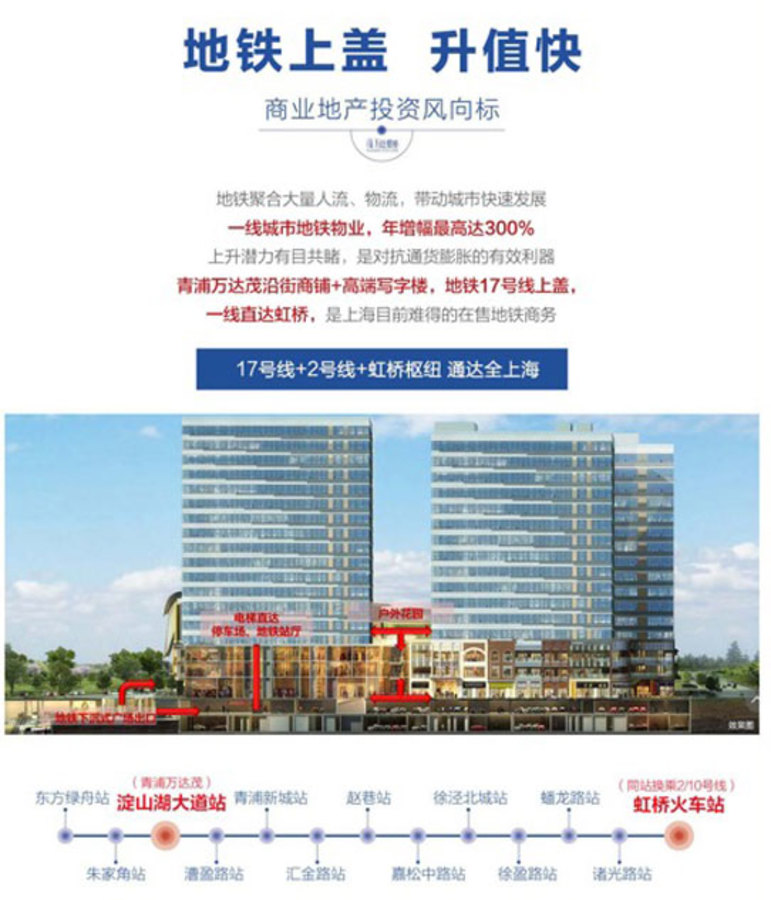 地铁上盖 升值快
商业地产投资风向标
地铁聚合大量人流、物流，带动城市快速发展
一线城市地铁物业，年增幅最高达300%
上升潜力有目共睹，是对抗通货膨胀的有效利器
青浦万达茂沿街商铺+高端写字楼，地铁17号线上盖，
一线直达虹桥，是上海目前难得的在售地铁商务
17号线+2号线+虹桥枢纽 通达全上海
电梯直达
停车场、地铁站厅
户外花园
地铁下沉式广场出口
效果图
（青浦万达茂）
（同站换乘2/10号线）
东方绿舟站 淀山湖大道站 青浦新城站 赵巷站 徐泾北城站 蟠龙路站 虹桥火车站
朱家角站 漕盈路站 汇金路站 嘉松中路站 徐盈路站 诸光路站